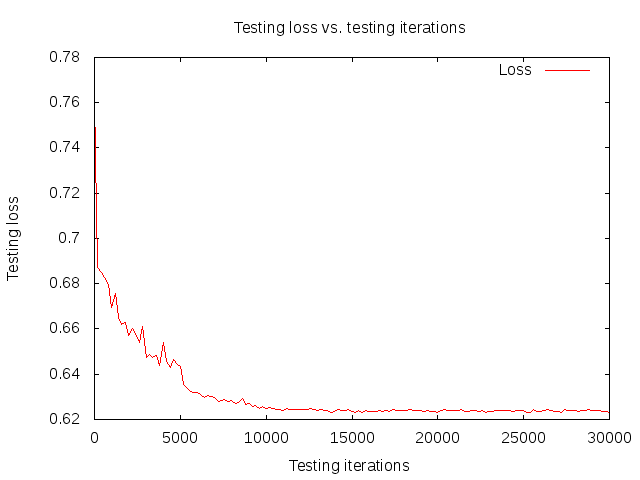 Testing loss vs. testing iterations
Loss
0.78
0.76
0.74
0.72
0.7
0.68
0.66
0.64
0.62
Testing loss
0 5000 10000 15000 20000 25000 30000
Testing iterations